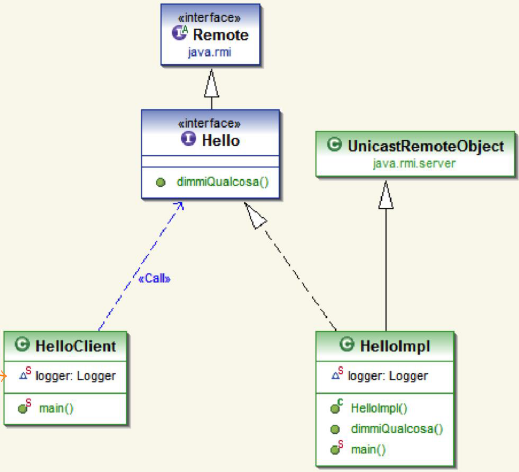 «interface»
Remote
java.rmi
«interface»
Hello
dimmiQualcosa()
UnicastRemoteObject
java.rmi.server
«Call»
HelloClient
logger: Logger
main()
HelloImpl
logger: Logger
HelloImpl()
dimmiQualcosa()
main()